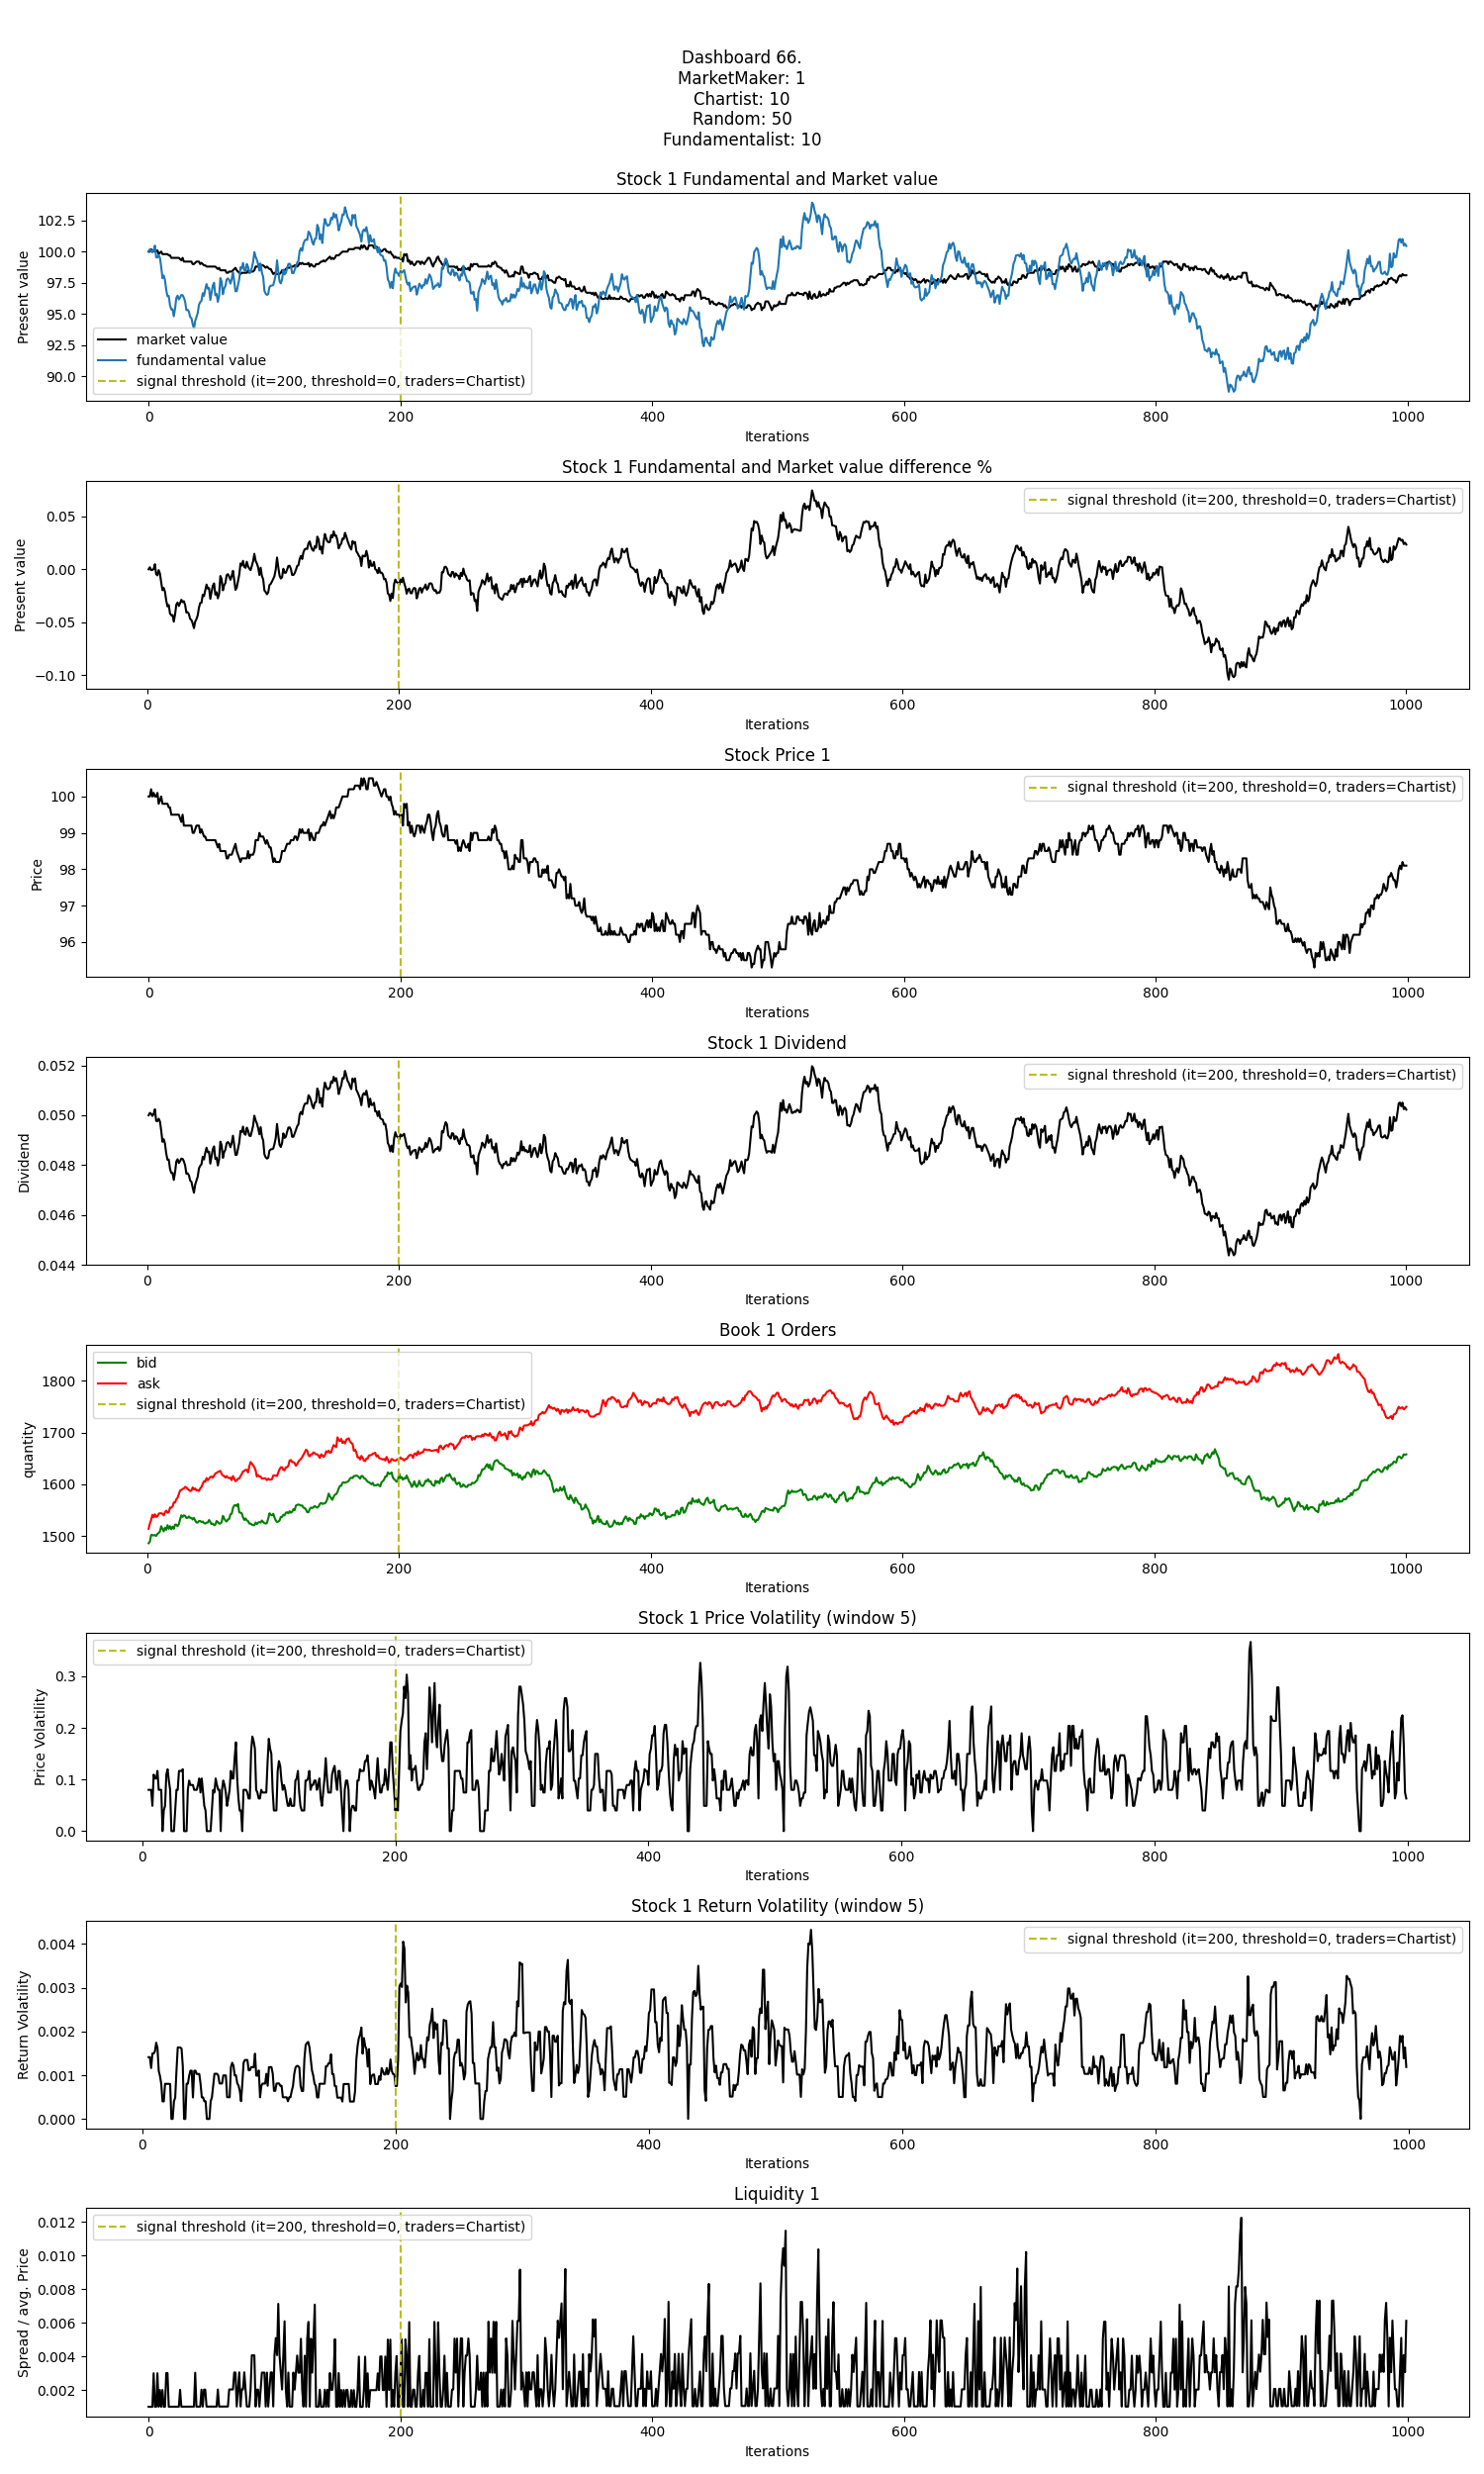 Dashboard 66.
MarketMaker: 1
Chartist: 10
Random: 50
Fundamentalist: 10
Stock 1 Fundamental and Market value
Present value
102.5
100.0
97.5
95.0
92.5
90.0
market value
fundamental value
signal threshold (it=200, threshold=0, traders=Chartist)
0 200 400 600 800 1000
Iterations
Stock 1 Fundamental and Market value difference %
Present value
0.05
0.00
−0.05
−0.10
signal threshold (it=200, threshold=0, traders=Chartist)
0 200 400 600 800 1000
Iterations
Stock Price 1
Price
100
99
98
97
96
signal threshold (it=200, threshold=0, traders=Chartist)
0 200 400 600 800 1000
Iterations
Stock 1 Dividend
Dividend
0.052
0.050
0.048
0.046
0.044
signal threshold (it=200, threshold=0, traders=Chartist)
0 200 400 600 800 1000
Iterations
Book 1 Orders
quantity
1800
1700
1600
1500
bid
ask
signal threshold (it=200, threshold=0, traders=Chartist)
0 200 400 600 800 1000
Iterations
Stock 1 Price Volatility (window 5)
Price Volatility
0.3
0.2
0.1
0.0
signal threshold (it=200, threshold=0, traders=Chartist)
0 200 400 600 800 1000
Iterations
Stock 1 Return Volatility (window 5)
Return Volatility
0.004
0.003
0.002
0.001
0.000
signal threshold (it=200, threshold=0, traders=Chartist)
0 200 400 600 800 1000
Iterations
Liquidity 1
Spread / avg. Price
0.012
0.010
0.008
0.006
0.004
0.002
signal threshold (it=200, threshold=0, traders=Chartist)
0 200 400 600 800 1000
Iterations